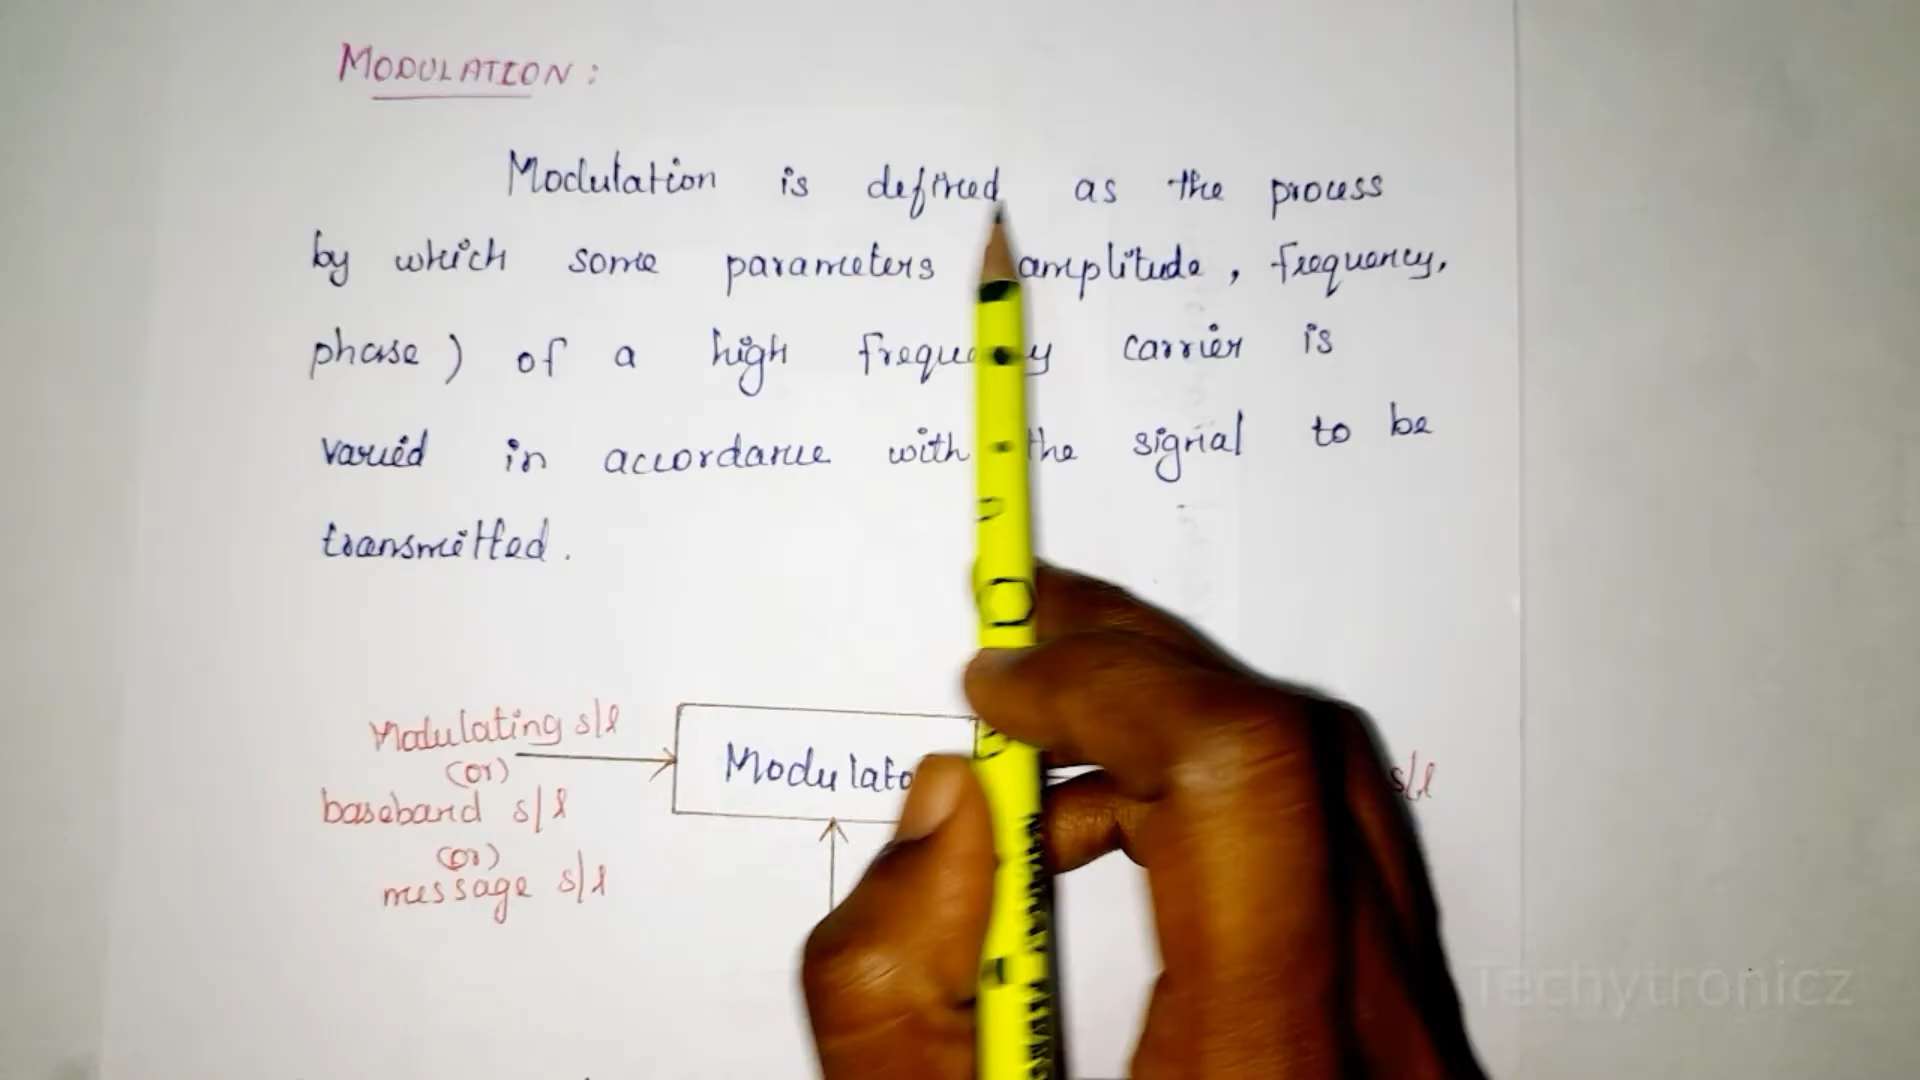 MODULATION :
Modulation is defined as the process
by which some parameters amplitude, frequency,
phase) of a high frequency carrier is
varied in accordance with the signal to be
transmitted.
Modulating s/l
(or)
baseband s/l
(or)
message s/l
Modulato
s/l
Techytronicz